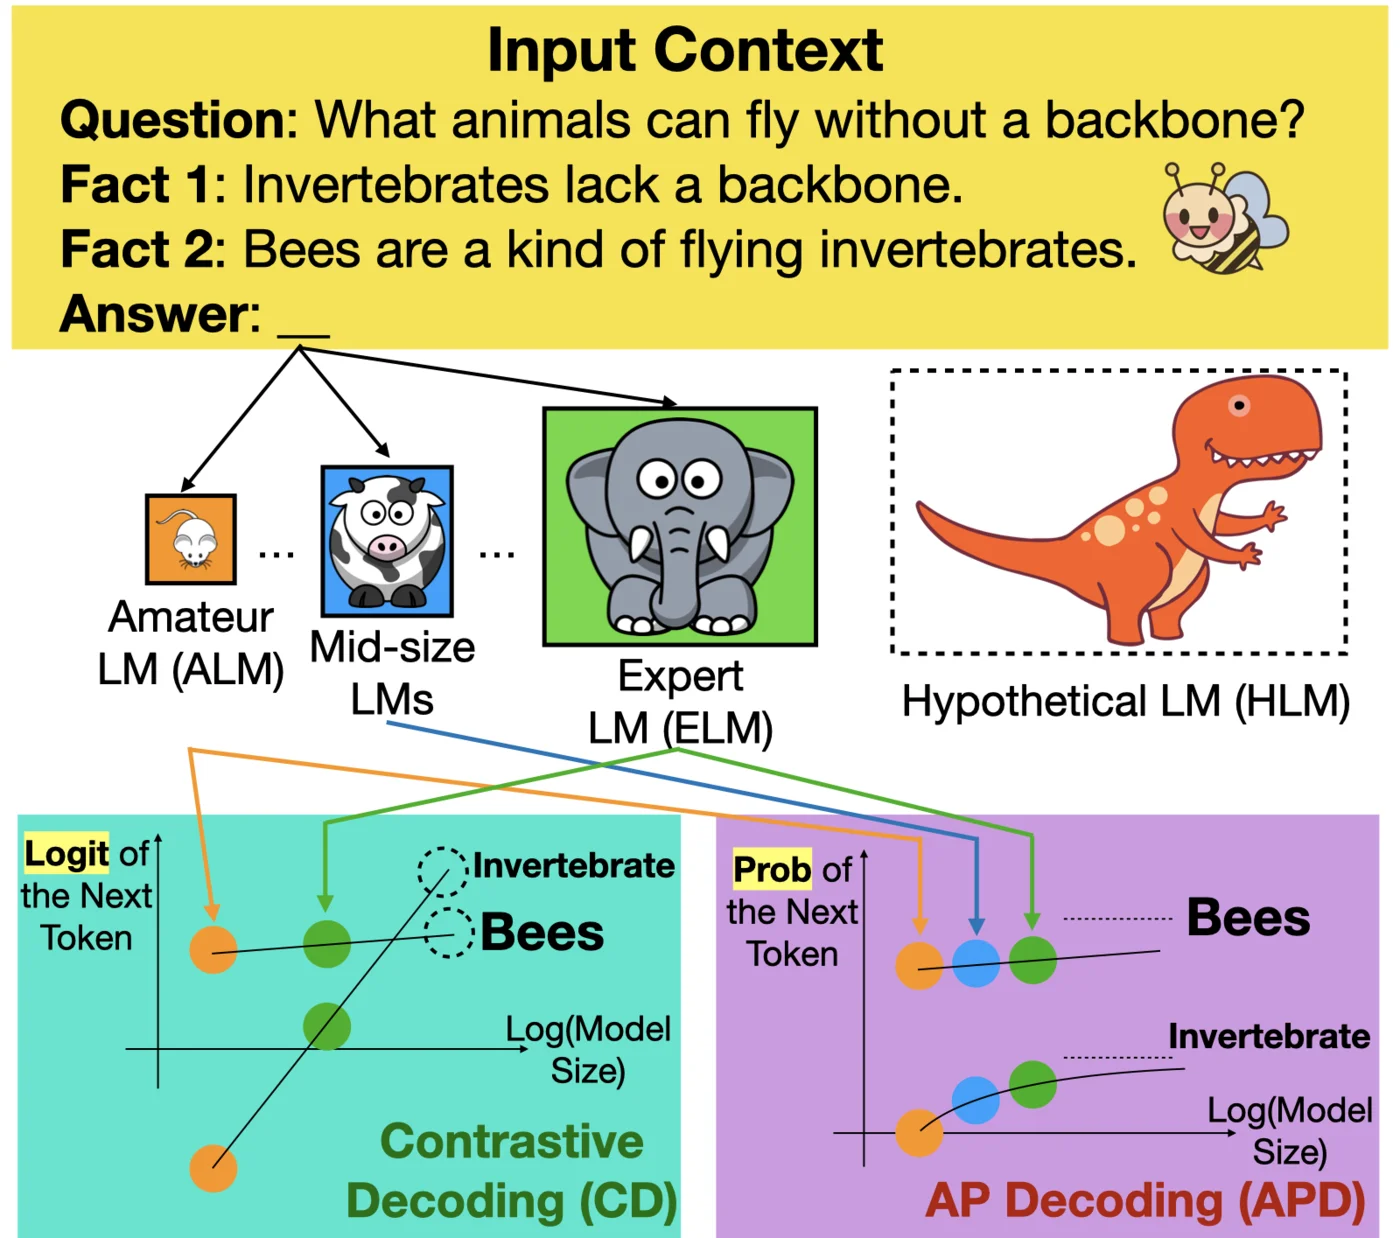 Input Context
Question: What animals can fly without a backbone?
Fact 1: Invertebrates lack a backbone.
Fact 2: Bees are a kind of flying invertebrates.
Answer: __
...
...
Amateur
LM (ALM)
Mid-size
LMs
Expert
LM (ELM)
Hypothetical LM (HLM)
Logit of
the Next
Token
Invertebrate
Bees
Log(Model
Size)
Contrastive
Decoding (CD)
Prob of
the Next
Token
Bees
Invertebrate
Log(Model
Size)
AP Decoding (APD)